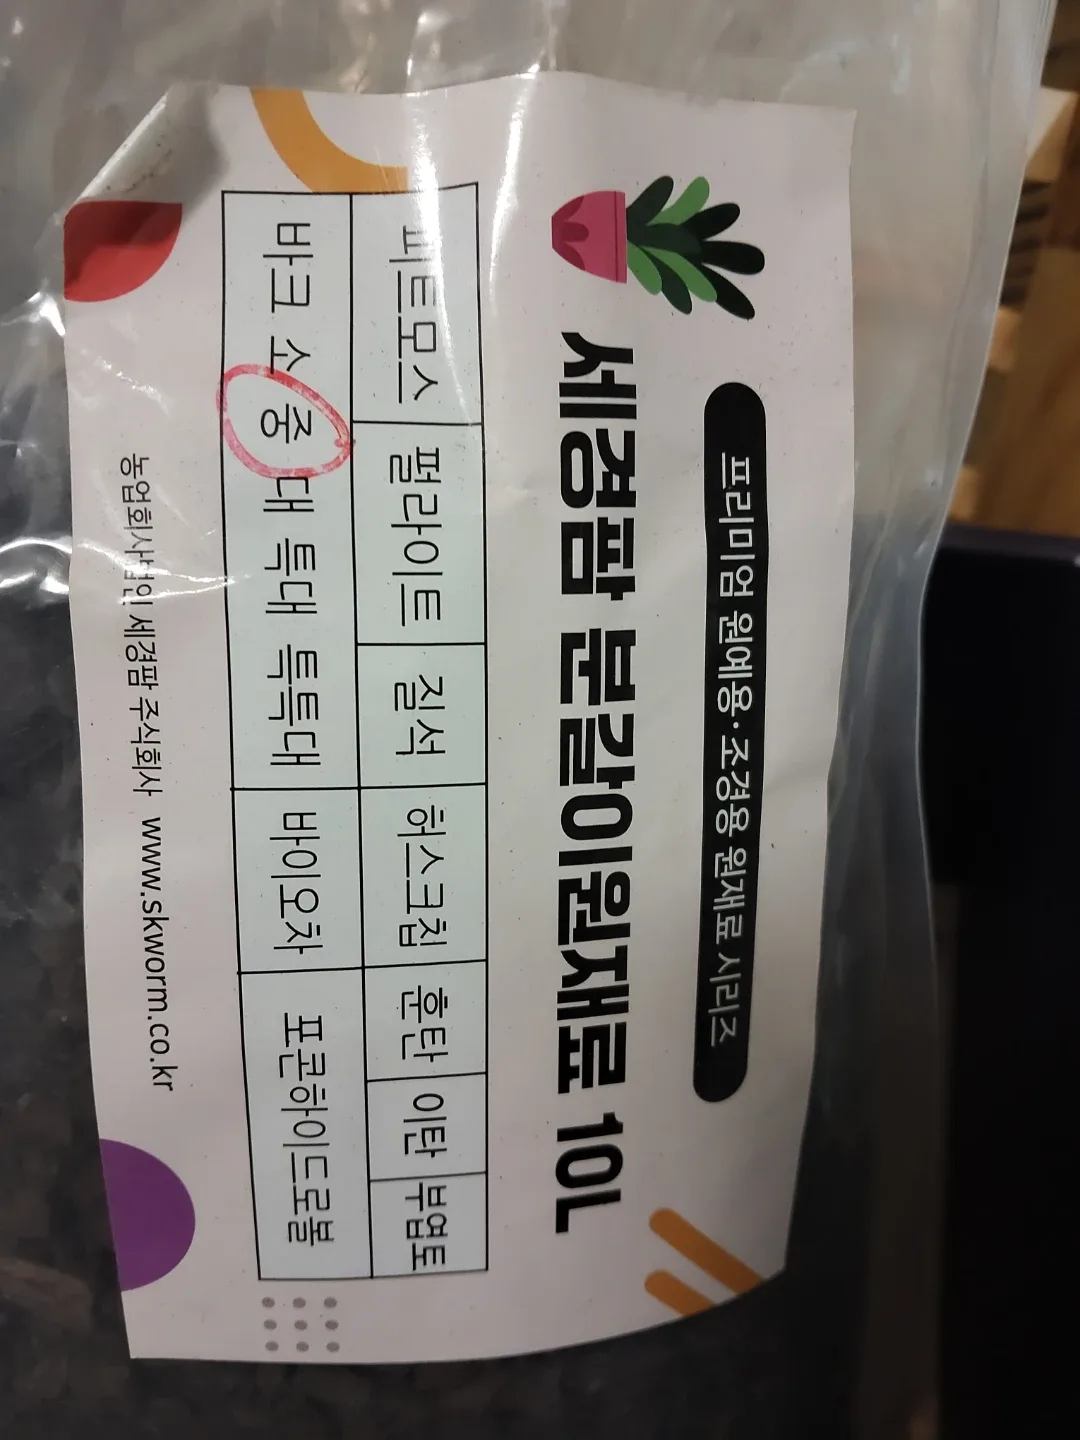 프리미엄 원예용·조경용 원재료 시리즈
세경팜 분갈이원재료 10L
피트모스 펄라이트 질석 허스크칩 훈탄 이탄 부엽토
바크 소 중 대 특대 특특대 바이오차 포콘하이드로볼
농업회사법인 세경팜 주식회사 www.skworm.co.kr